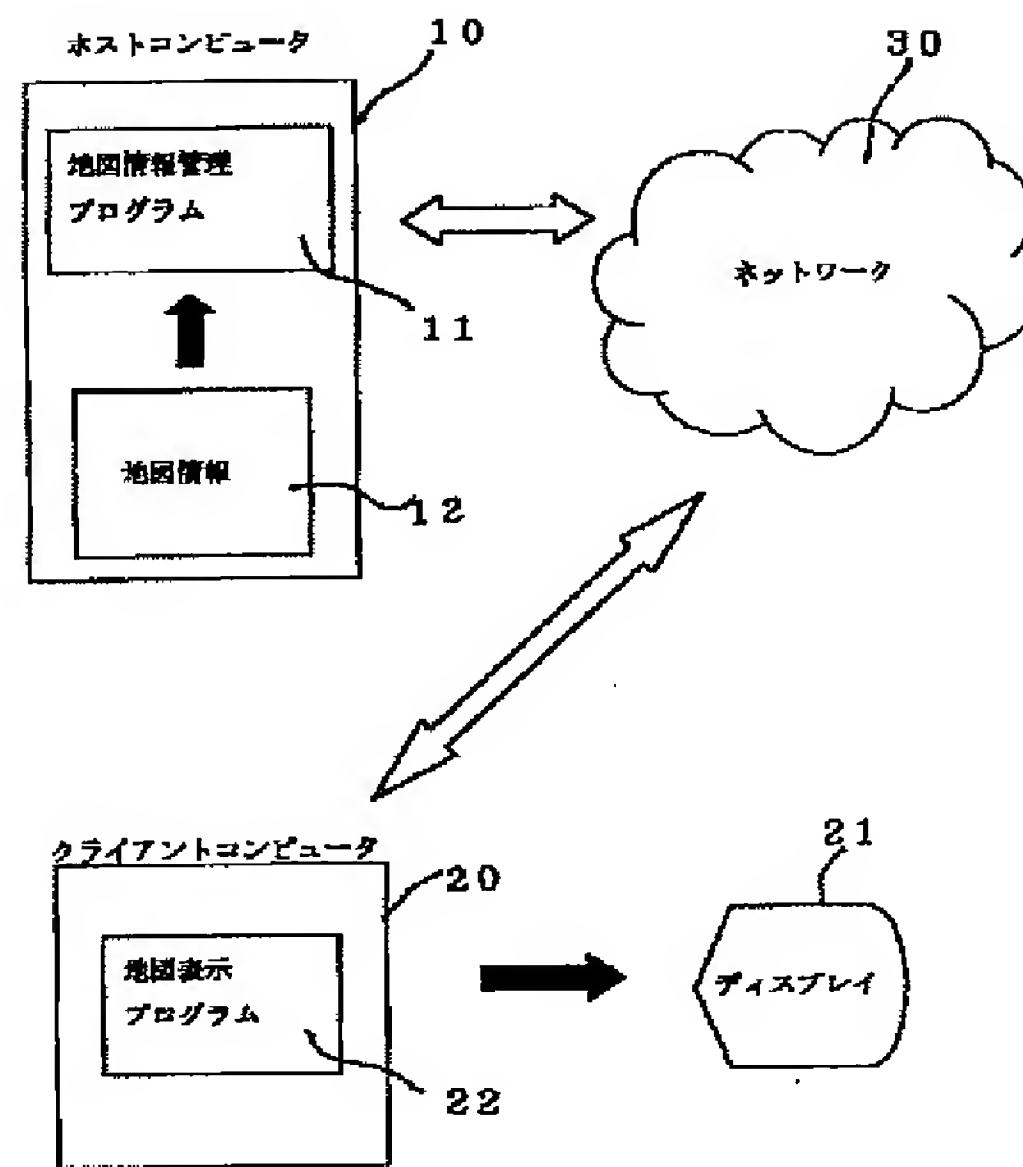 ホストコンピュータ
10
30
地図情報管理
プログラム
ネットワーク
11
地図情報
12
クライアントコンピュータ
20
21
地図表示
プログラム
ディスプレイ
22